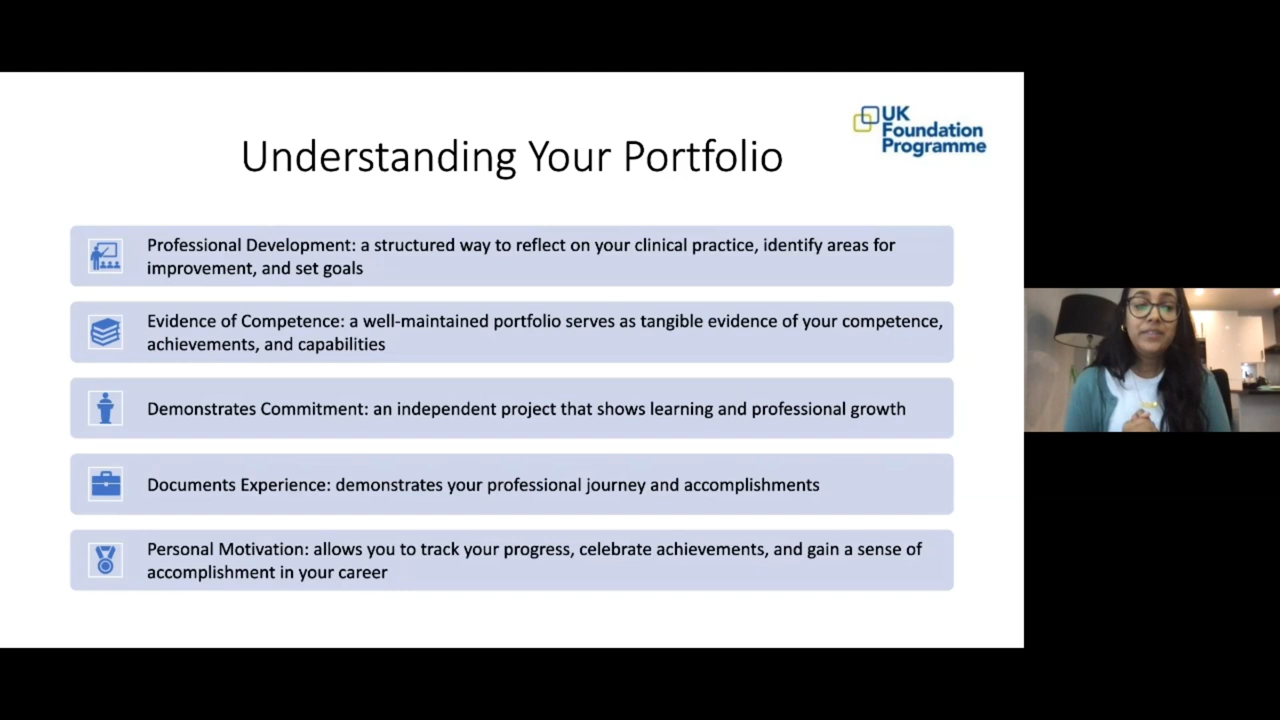 UK
Foundation
Programme
Understanding Your Portfolio
Professional Development: a structured way to reflect on your clinical practice, identify areas for
improvement, and set goals
Evidence of Competence: a well-maintained portfolio serves as tangible evidence of your competence,
achievements, and capabilities
Demonstrates Commitment: an independent project that shows learning and professional growth
Documents Experience: demonstrates your professional journey and accomplishments
Personal Motivation: allows you to track your progress, celebrate achievements, and gain a sense of
accomplishment in your career